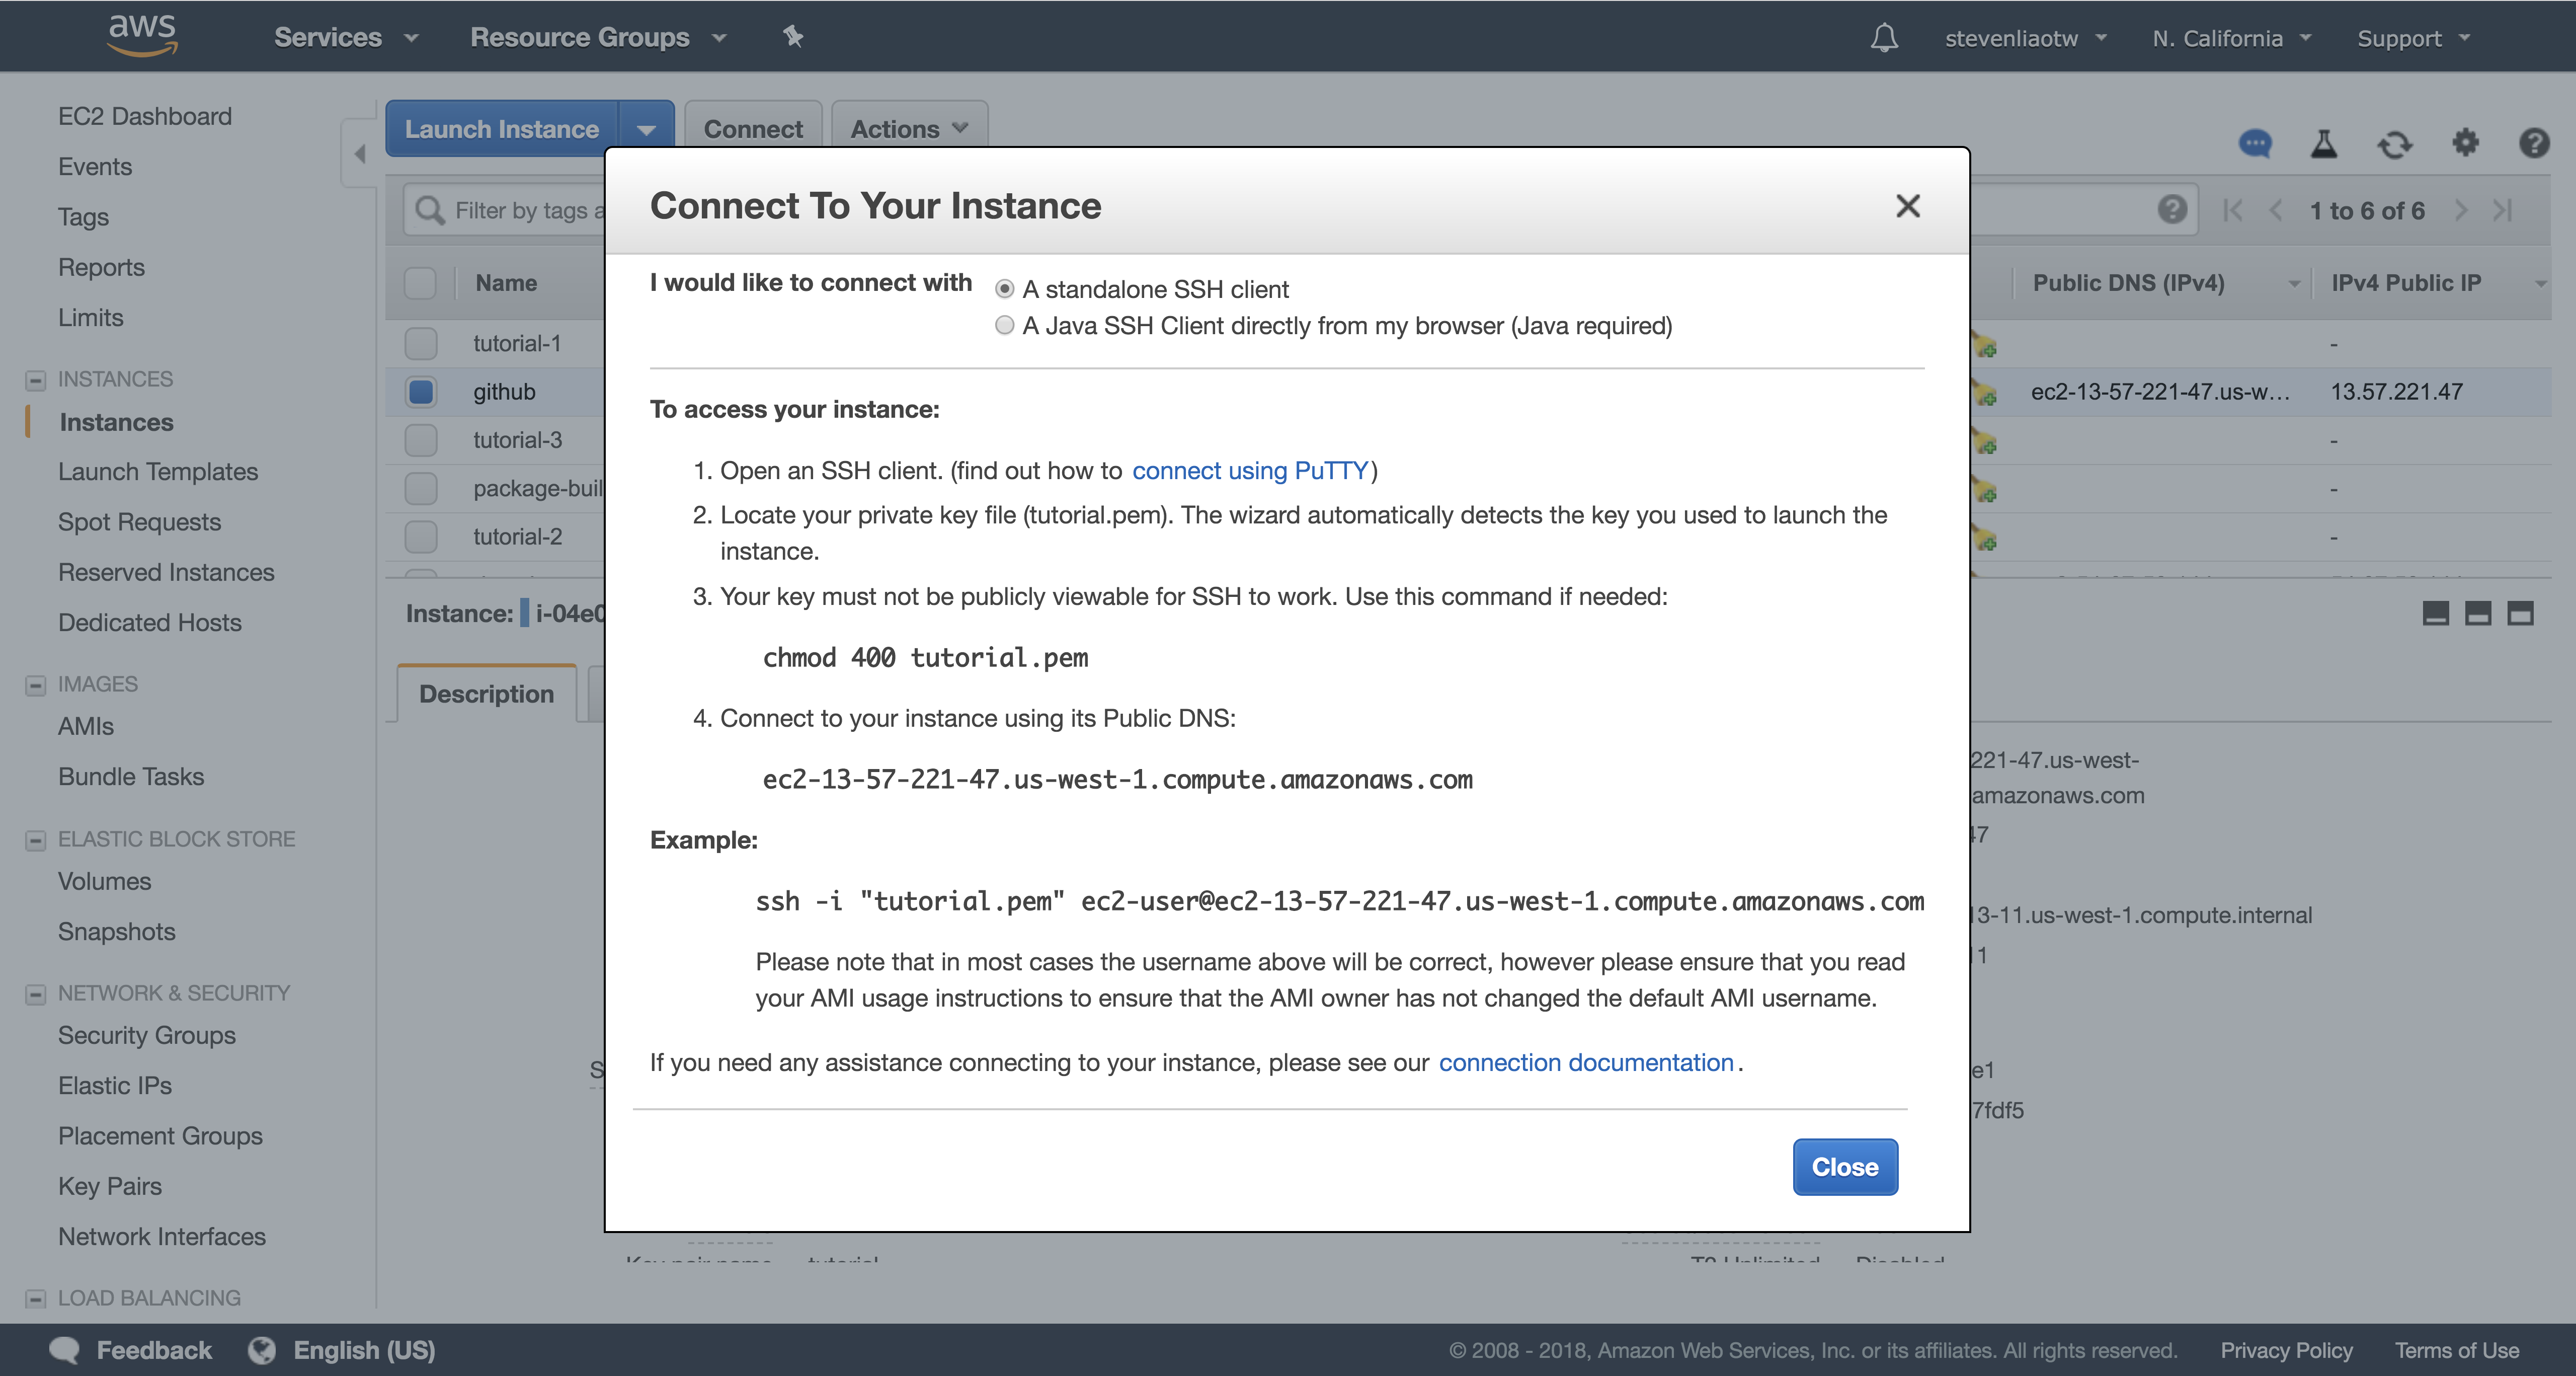 aws
Services
Resource Groups
stevenliaotw
N. California
Support
EC2 Dashboard
Events
Tags
Reports
Limits
INSTANCES
Instances
Launch Templates
Spot Requests
Reserved Instances
Dedicated Hosts
IMAGES
AMIs
Bundle Tasks
ELASTIC BLOCK STORE
Volumes
Snapshots
NETWORK & SECURITY
Security Groups
Elastic IPs
Placement Groups
Key Pairs
Network Interfaces
LOAD BALANCING
Launch Instance
Connect
Actions
Filter by tags a
1 to 6 of 6
Name
Public DNS (IPv4)
IPv4 Public IP
tutorial-1
-
github
ec2-13-57-221-47.us-w...
13.57.221.47
tutorial-3
-
package-buil
-
tutorial-2
-
Instance: i-04e0
Description
221-47.us-west-
amazonaws.com
47
13-11.us-west-1.compute.internal
11
S
e1
7fdf5
Key pair name
tutorial
T2 Unlimited
Disabled
Connect To Your Instance
I would like to connect with
A standalone SSH client
A Java SSH Client directly from my browser (Java required)
To access your instance:
1. Open an SSH client. (find out how to connect using PuTTY)
2. Locate your private key file (tutorial.pem). The wizard automatically detects the key you used to launch the
instance.
3. Your key must not be publicly viewable for SSH to work. Use this command if needed:
chmod 400 tutorial.pem
4. Connect to your instance using its Public DNS:
ec2-13-57-221-47.us-west-1.compute.amazonaws.com
Example:
ssh -i "tutorial.pem" ec2-user@ec2-13-57-221-47.us-west-1.compute.amazonaws.com
Please note that in most cases the username above will be correct, however please ensure that you read
your AMI usage instructions to ensure that the AMI owner has not changed the default AMI username.
If you need any assistance connecting to your instance, please see our connection documentation.
Close
Feedback
English (US)
© 2008 - 2018, Amazon Web Services, Inc. or its affiliates. All rights reserved.
Privacy Policy
Terms of Use